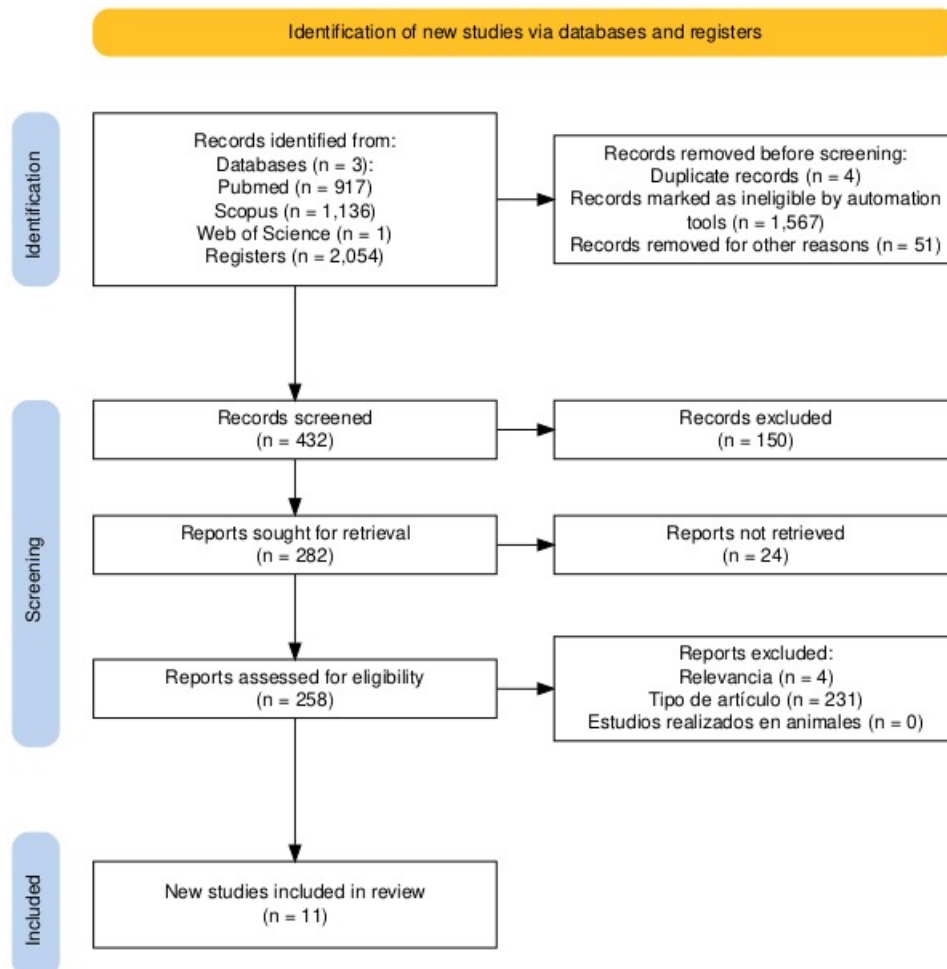 Identification of new studies via databases and registers
Identification
Records identified from:
Databases (n = 3):
Pubmed (n = 917)
Scopus (n = 1,136)
Web of Science (n = 1)
Registers (n = 2,054)
Records removed before screening:
Duplicate records (n = 4)
Records marked as ineligible by automation
tools (n = 1,567)
Records removed for other reasons (n = 51)
Screening
Records screened
(n = 432)
Records excluded
(n = 150)
Reports sought for retrieval
(n = 282)
Reports not retrieved
(n = 24)
Reports assessed for eligibility
(n = 258)
Reports excluded:
Relevancia (n = 4)
Tipo de artículo (n = 231)
Estudios realizados en animales (n = 0)
Included
New studies included in review
(n = 11)